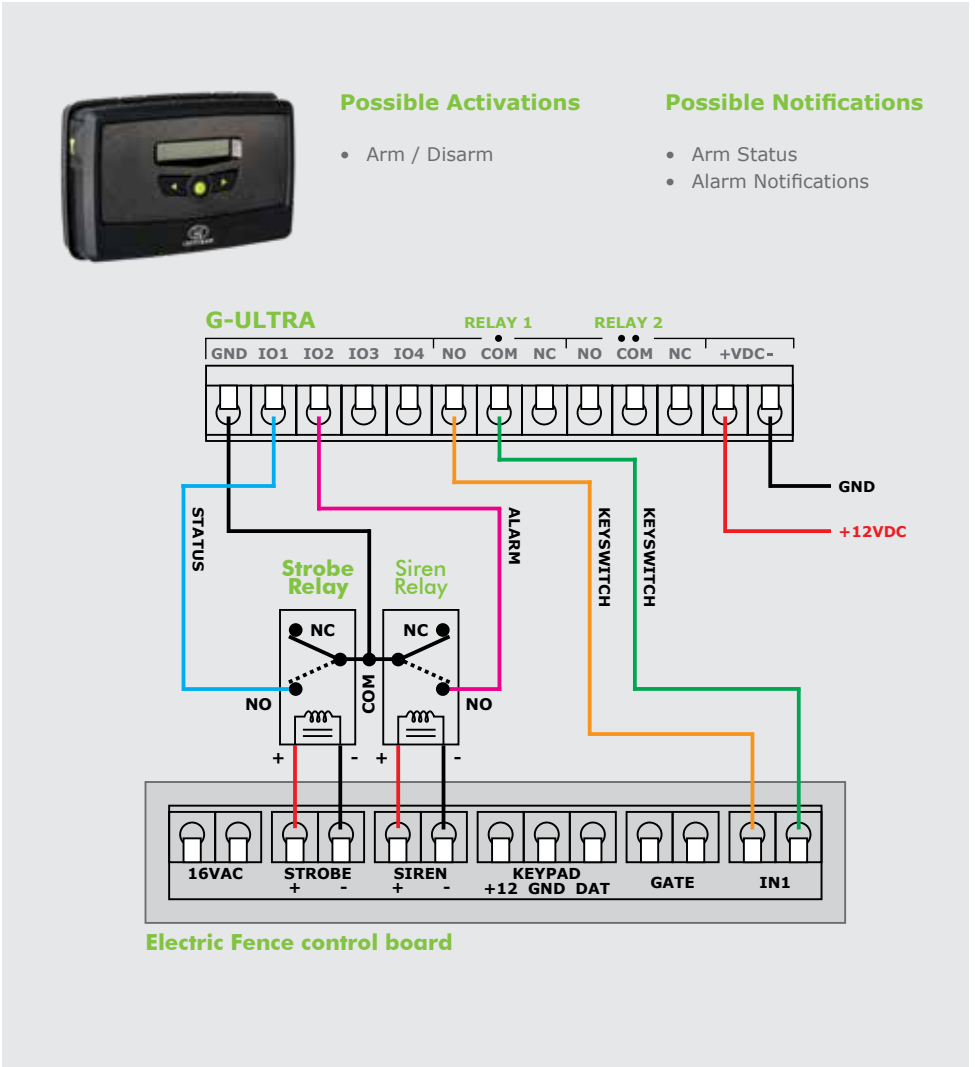 Possible Activations
• Arm / Disarm
Possible Notifications
• Arm Status
• Alarm Notifications
G-ULTRA
RELAY 1
RELAY 2
GND IO1 IO2 IO3 IO4 NO COM NC NO COM NC +VDC-
GND
+12VDC
STATUS
ALARM
KEYSWITCH
KEYSWITCH
Strobe
Relay
Siren
Relay
NC
NC
NO
COM
NO
+ - + -
16VAC STROBE SIREN KEYPAD GATE IN1
+ - + - +12 GND DAT
Electric Fence control board